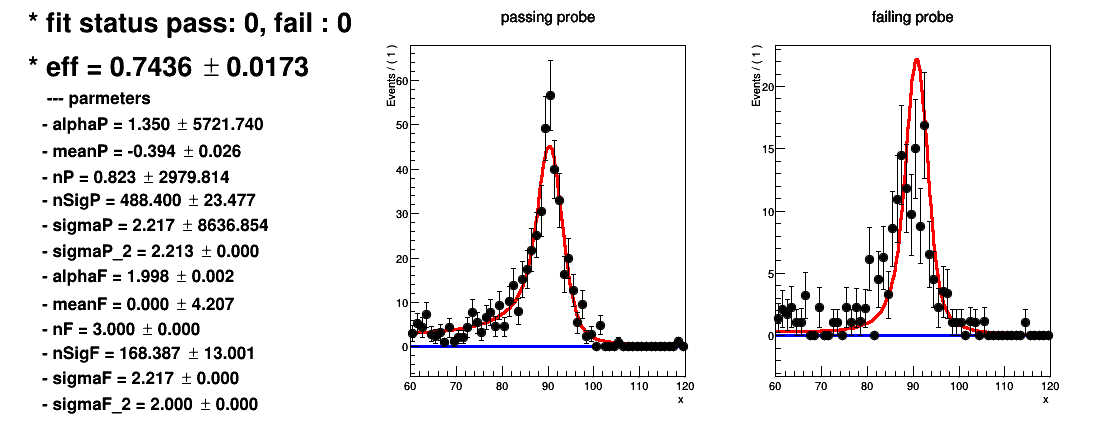 * fit status pass: 0, fail : 0
* eff = 0.7436 ± 0.0173
--- parmeters
- alphaP = 1.350 ± 5721.740
- meanP = -0.394 ± 0.026
- nP = 0.823 ± 2979.814
- nSigP = 488.400 ± 23.477
- sigmaP = 2.217 ± 8636.854
- sigmaP_2 = 2.213 ± 0.000
- alphaF = 1.998 ± 0.002
- meanF = 0.000 ± 4.207
- nF = 3.000 ± 0.000
- nSigF = 168.387 ± 13.001
- sigmaF = 2.217 ± 0.000
- sigmaF_2 = 2.000 ± 0.000
passing probe
Events / ( 1 )
60
50
40
30
20
10
0
60 70 80 90 100 110 120
x
failing probe
Events / ( 1 )
20
15
10
5
0
60 70 80 90 100 110 120
x